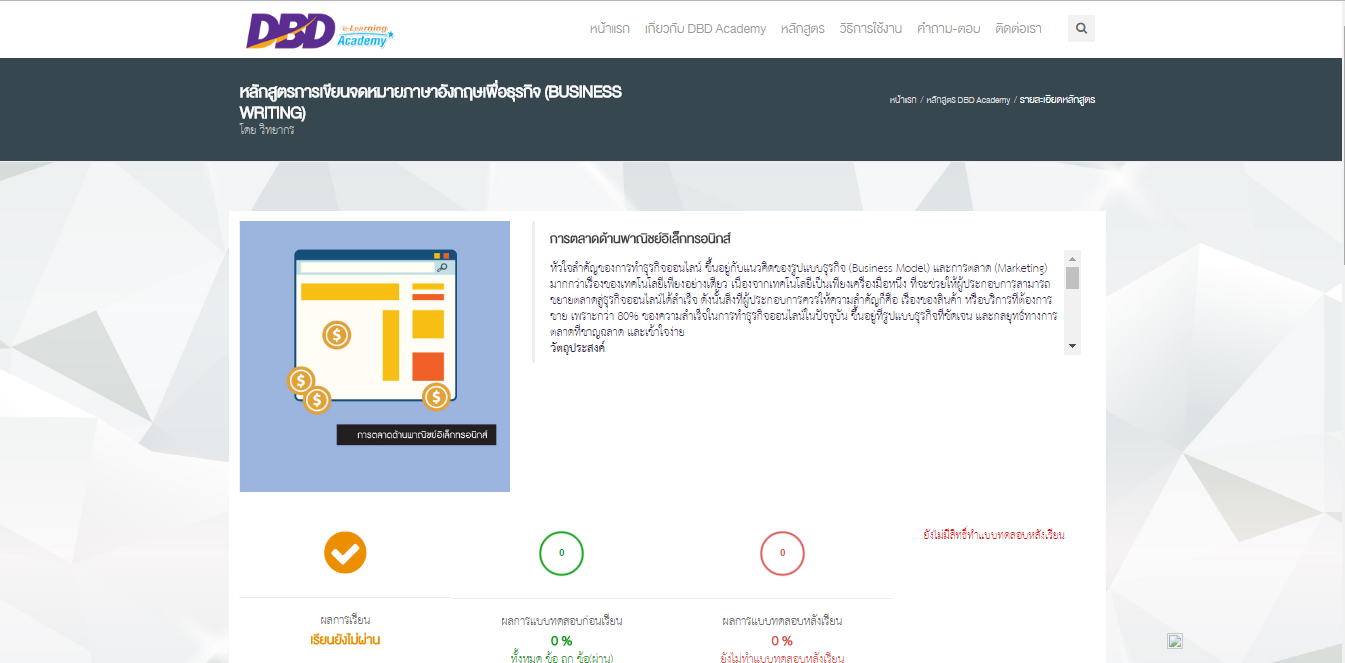 DBD e-Learning Academy
หน้าแรก เกี่ยวกับ DBD Academy หลักสูตร วิธีการใช้งาน คำถาม-ตอบ ติดต่อเรา
หลักสูตรการเขียนจดหมายภาษาอังกฤษเพื่อธุรกิจ (BUSINESS
WRITING)
โดย วิทยากร
หน้าแรก / หลักสูตร DBD Academy / รายละเอียดหลักสูตร
การตลาดด้านพาณิชย์อิเล็กทรอนิกส์
หัวใจสำคัญของการทำธุรกิจออนไลน์ ขึ้นอยู่กับแนวคิดของรูปแบบธุรกิจ (Business Model) และการตลาด (Marketing)
มากกว่าเรื่องของเทคโนโลยีเพียงอย่างเดียว เนื่องจากเทคโนโลยีเป็นเพียงเครื่องมือหนึ่ง ที่จะช่วยให้ผู้ประกอบการสามารถ
ขยายตลาดสู่ธุรกิจออนไลน์ได้สำเร็จ ดังนั้นสิ่งที่ผู้ประกอบการควรให้ความสำคัญก็คือ เรื่องของสินค้า หรือบริการที่ต้องการ
ขาย เพราะกว่า 80% ของความสำเร็จในการทำธุรกิจออนไลน์ในปัจจุบัน ขึ้นอยู่ที่รูปแบบธุรกิจที่ชัดเจน และกลยุทธ์ทางการ
ตลาดที่ชาญฉลาด และเข้าใจง่าย
วัตถุประสงค์
$
$
$
$
การตลาดด้านพาณิชย์อิเล็กทรอนิกส์
0
0
ยังไม่มีสิทธิ์ทำแบบทดสอบหลังเรียน
ผลการเรียน
เรียนยังไม่ผ่าน
ผลการแบบทดสอบก่อนเรียน
0 %
ทั้งหมด ข้อ ถูก ข้อ(ผ่าน)
ผลการแบบทดสอบหลังเรียน
0 %
ยังไม่ทำแบบทดสอบหลังเรียน